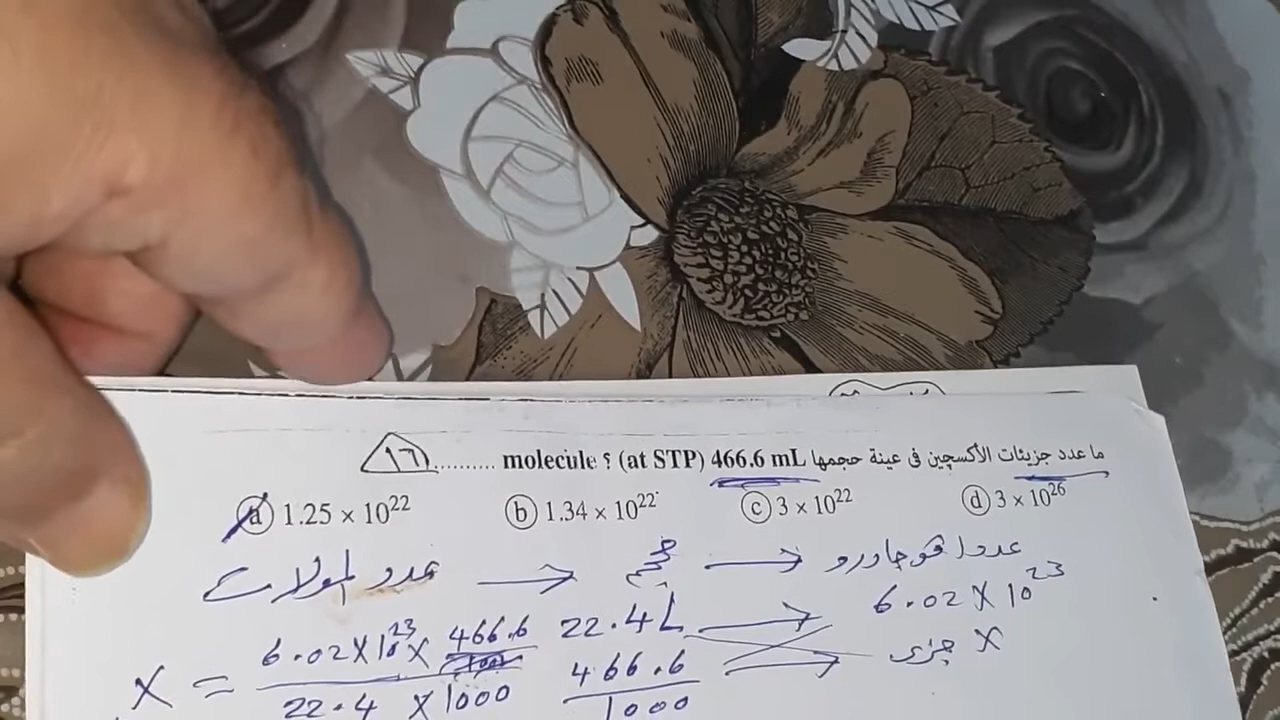 ما عدد جزيئات الأكسجين فى عينة حجمها 466.6 mL (at STP) ؟ molecule .......... ١٦
a 1.25 × 10²² b 1.34 × 10²² c 3 × 10²² d 3 × 10²⁶
عدد المولات → حجم → عدد افوجادرو
22.4 L → 6.02 X 10²³
466.6 / 1000 → X جزئ
X = 6.02 X 10²³ X 466.6 / 22.4 X 1000